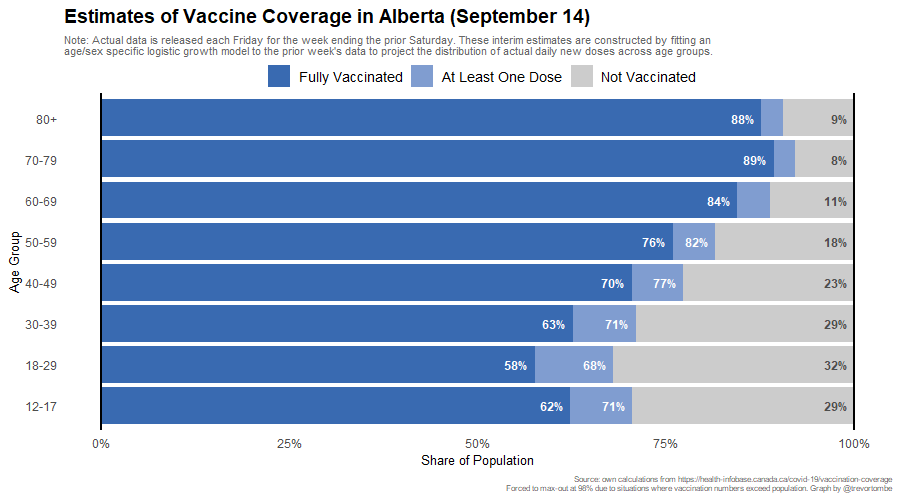 Estimates of Vaccine Coverage in Alberta (September 14)
Note: Actual data is released each Friday for the week ending the prior Saturday. These interim estimates are constructed by fitting an
age/sex specific logistic growth model to the prior week's data to project the distribution of actual daily new doses across age groups.
Fully Vaccinated At Least One Dose Not Vaccinated
Age Group
80+ 88% 9%
70-79 89% 8%
60-69 84% 11%
50-59 76% 82% 18%
40-49 70% 77% 23%
30-39 63% 71% 29%
18-29 58% 68% 32%
12-17 62% 71% 29%
0% 25% 50% 75% 100%
Share of Population
Source: own calculations from https://health-infobase.canada.ca/covid-19/vaccination-coverage
Forced to max-out at 98% due to situations where vaccination numbers exceed population. Graph by @trevortombe